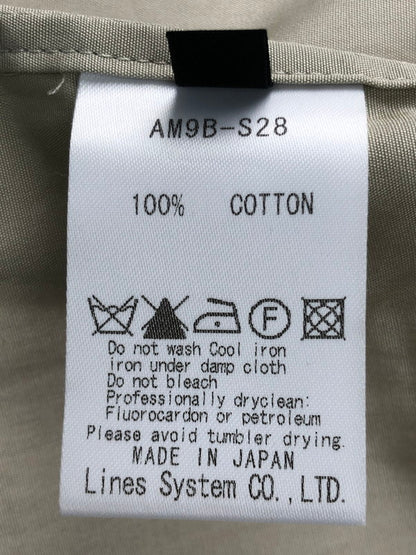 AM9B-S28
100% COTTON
F
Do not wash Cool iron
iron under damp cloth
Do not bleach
Professionally dryclean:
Fluorocardon or petroleum
Please avoid tumbler drying.
MADE IN JAPAN
Lines System CO.,LTD.